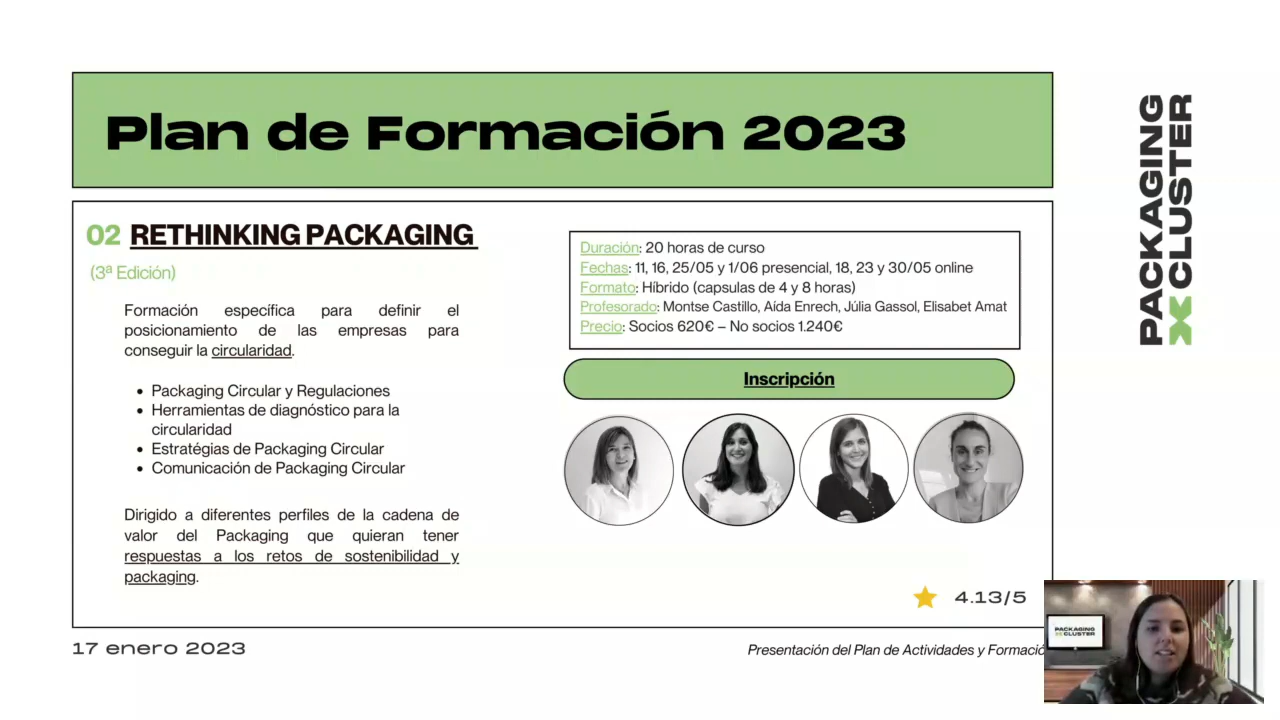 Plan de Formación 2023
PACKAGING
CLUSTER
02 RETHINKING PACKAGING
(3ª Edición)
Formación específica para definir el
posicionamiento de las empresas para
conseguir la circularidad.
• Packaging Circular y Regulaciones
• Herramientas de diagnóstico para la
circularidad
• Estratégias de Packaging Circular
• Comunicación de Packaging Circular
Dirigido a diferentes perfiles de la cadena de
valor del Packaging que quieran tener
respuestas a los retos de sostenibilidad y
packaging.
Duración: 20 horas de curso
Fechas: 11, 16, 25/05 y 1/06 presencial, 18, 23 y 30/05 online
Formato: Híbrido (capsulas de 4 y 8 horas)
Profesorado: Montse Castillo, Aída Enrech, Júlia Gassol, Elisabet Amat
Precio: Socios 620€ – No socios 1.240€
Inscripción
4.13/5
17 enero 2023
Presentación del Plan de Actividades y Formació
PACKAGING
CLUSTER